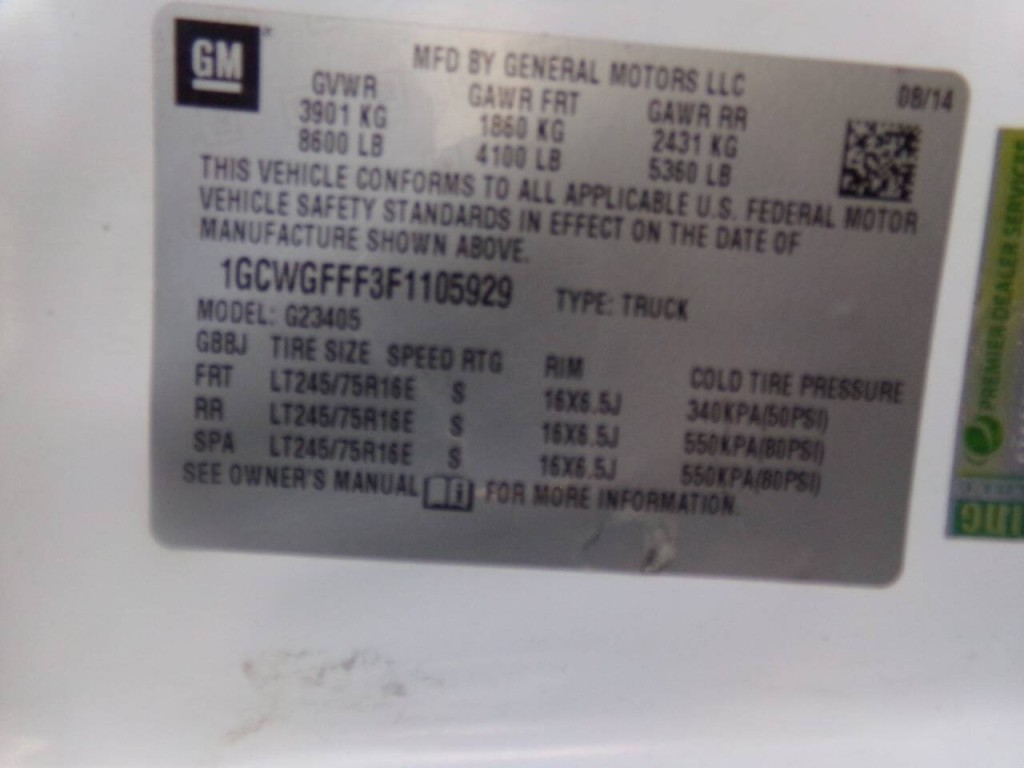 GM
MFD BY GENERAL MOTORS LLC
08/14
GVWR GAWR FRT GAWR RR
3901 KG 1860 KG 2431 KG
8600 LB 4100 LB 5360 LB
THIS VEHICLE CONFORMS TO ALL APPLICABLE U.S. FEDERAL MOTOR
VEHICLE SAFETY STANDARDS IN EFFECT ON THE DATE OF
MANUFACTURE SHOWN ABOVE.
1GCWGFFF3F1105929 TYPE: TRUCK
MODEL: G23405
G88J TIRE SIZE SPEED RTG RIM COLD TIRE PRESSURE
FRT LT245/75R16E S 16X6.5J 340KPA(50PSI)
RR LT245/75R16E S 16X6.5J 550KPA(80PSI)
SPA LT245/75R16E S 16X6.5J 550KPA(80PSI)
SEE OWNER'S MANUAL FOR MORE INFORMATION.
PREMIER DEALER SERVICES